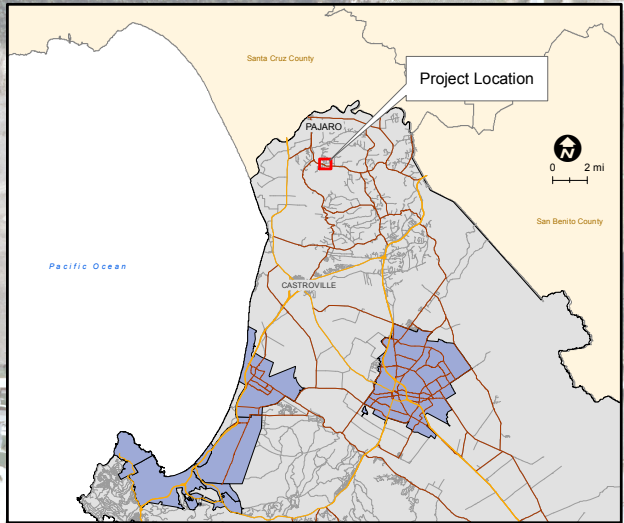 Santa Cruz County
Project Location
PAJARO
N
0 2 mi
San Benito County
Pacific Ocean
CASTROVILLE